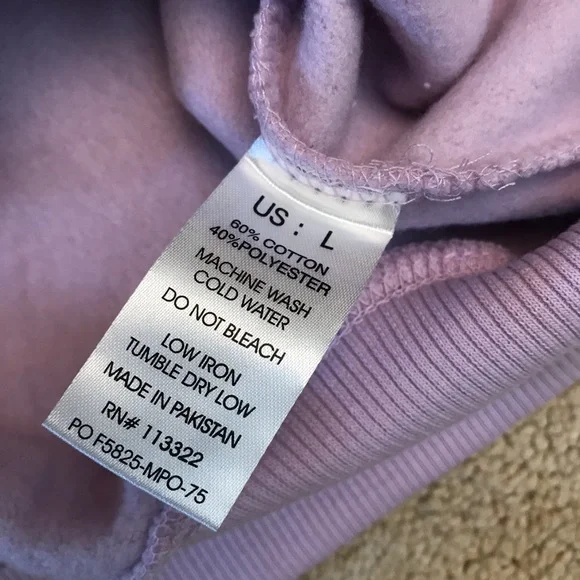 US : L
60% COTTON
40%POLYESTER
MACHINE WASH
COLD WATER
DO NOT BLEACH
LOW IRON
TUMBLE DRY LOW
MADE IN PAKISTAN
RN# 113322
PO F5825-MPO-75